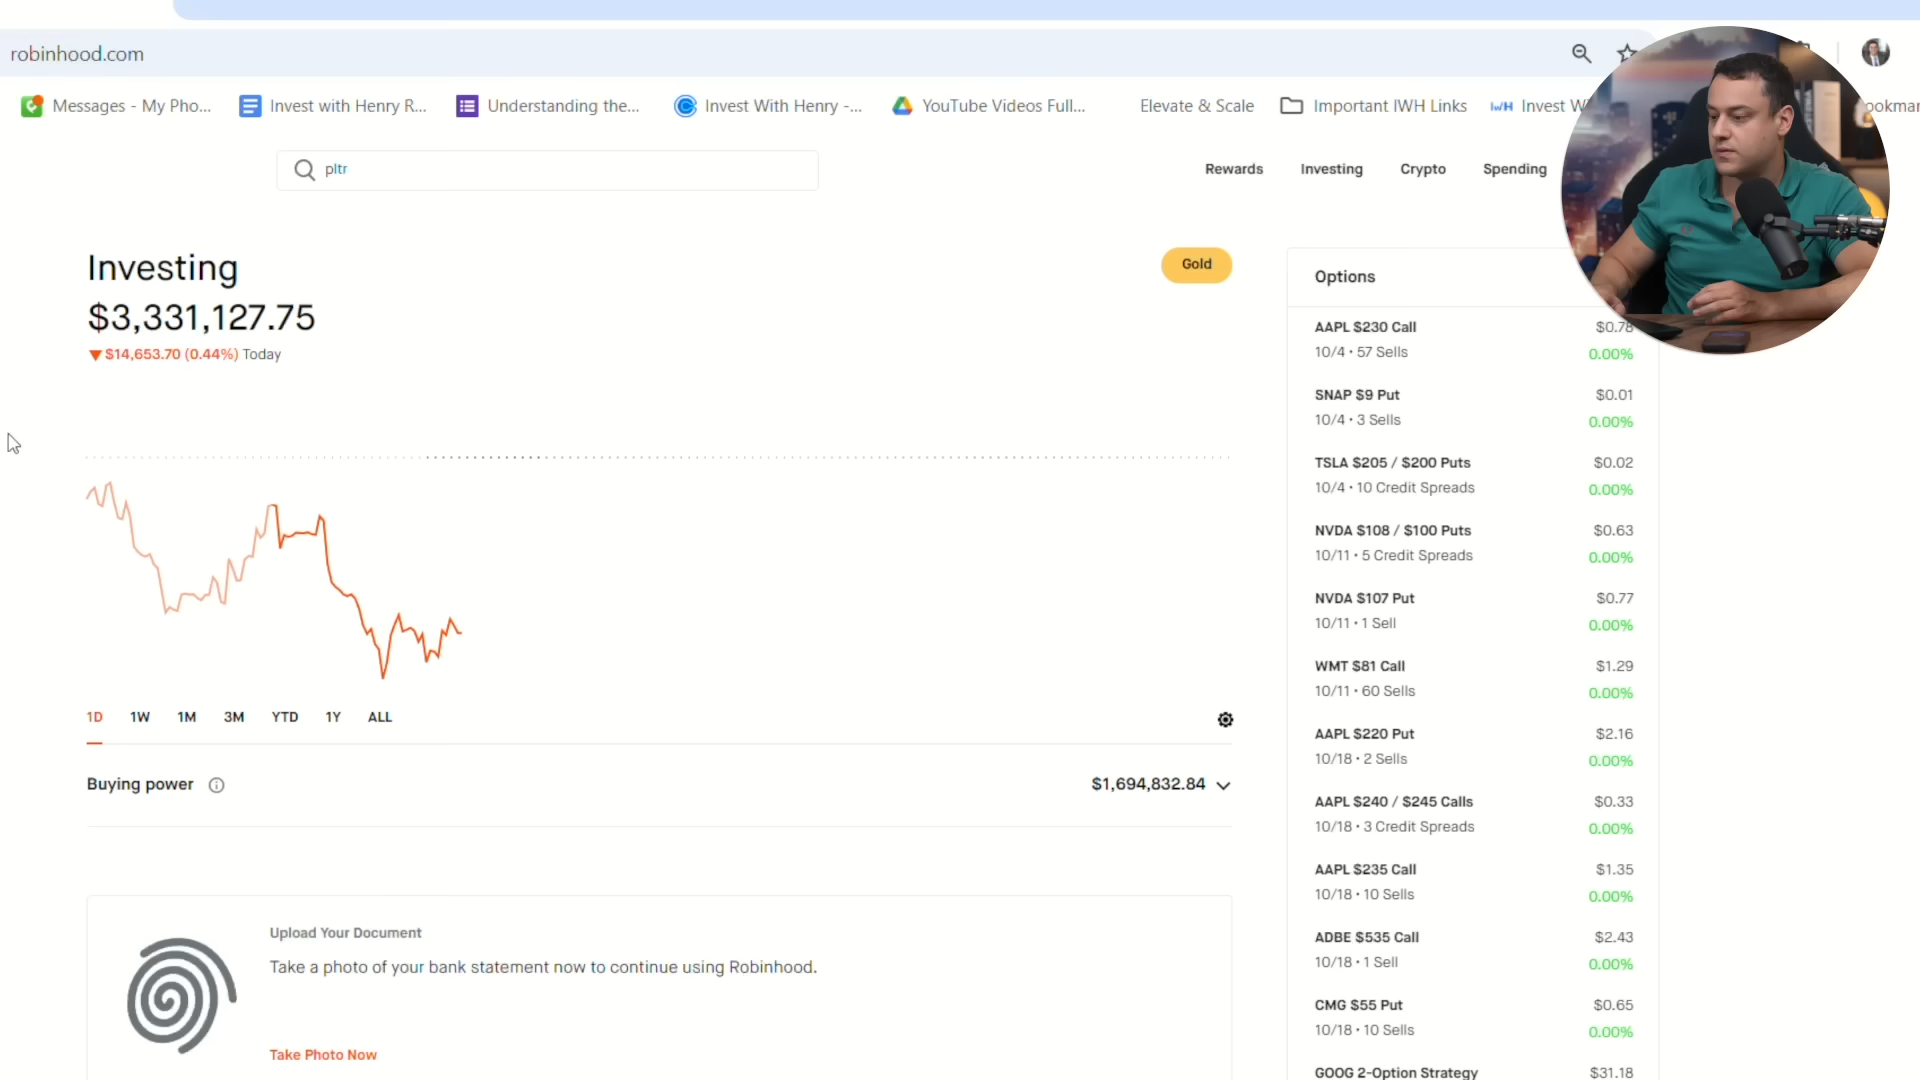 robinhood.com
Messages - My Pho...
Invest with Henry R...
Understanding the...
Invest With Henry -...
YouTube Videos Full...
Elevate & Scale
Important IWH Links
IWH Invest W
ookmar
pltr
Rewards
Investing
Crypto
Spending
Investing
Gold
$3,331,127.75
$14,653.70 (0.44%) Today
1D
1W
1M
3M
YTD
1Y
ALL
Buying power
$1,694,832.84
Upload Your Document
Take a photo of your bank statement now to continue using Robinhood.
Take Photo Now
Options
AAPL $230 Call $0.78
10/4 · 57 Sells 0.00%
SNAP $9 Put $0.01
10/4 · 3 Sells 0.00%
TSLA $205 / $200 Puts $0.02
10/4 · 10 Credit Spreads 0.00%
NVDA $108 / $100 Puts $0.63
10/11 · 5 Credit Spreads 0.00%
NVDA $107 Put $0.77
10/11 · 1 Sell 0.00%
WMT $81 Call $1.29
10/11 · 60 Sells 0.00%
AAPL $220 Put $2.16
10/18 · 2 Sells 0.00%
AAPL $240 / $245 Calls $0.33
10/18 · 3 Credit Spreads 0.00%
AAPL $235 Call $1.35
10/18 · 10 Sells 0.00%
ADBE $535 Call $2.43
10/18 · 1 Sell 0.00%
CMG $55 Put $0.65
10/18 · 10 Sells 0.00%
GOOG 2-Option Strategy $31.18